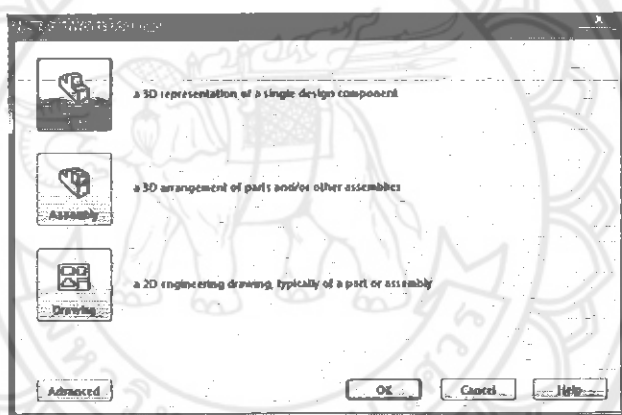 a 3D representation of a single design component
a 3D arrangement of parts and/or other assemblies
Assembly
a 2D engineering drawing, typically of a part or assembly
Drawing
Advanced
OK
Cancel
Help